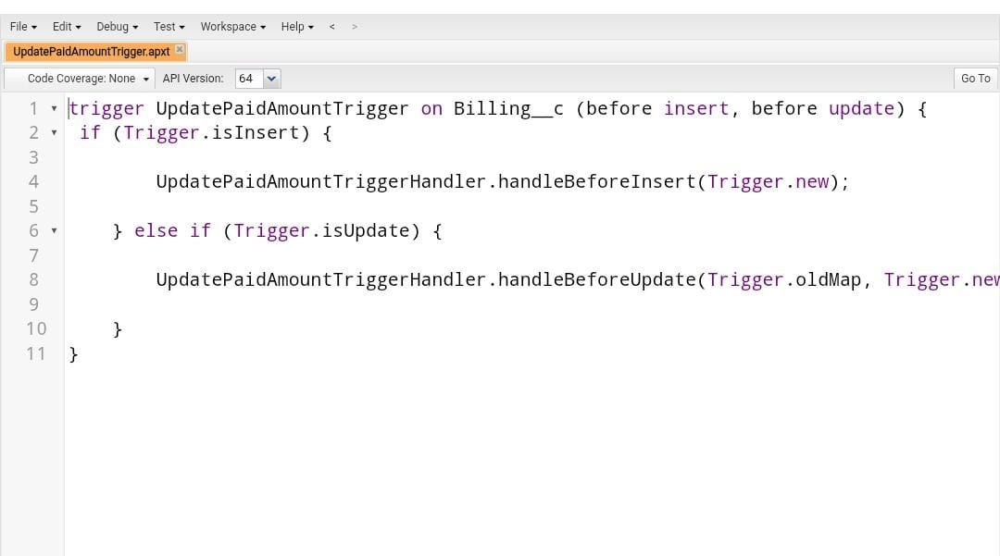 File Edit Debug Test Workspace Help < >
UpdatePaidAmountTrigger.apxt
Code Coverage: None API Version: 64 Go To
1 trigger UpdatePaidAmountTrigger on Billing__c (before insert, before update) {
2 if (Trigger.isInsert) {
3
4 UpdatePaidAmountTriggerHandler.handleBeforeInsert(Trigger.new);
5
6 } else if (Trigger.isUpdate) {
7
8 UpdatePaidAmountTriggerHandler.handleBeforeUpdate(Trigger.oldMap, Trigger.new
9
10 }
11 }